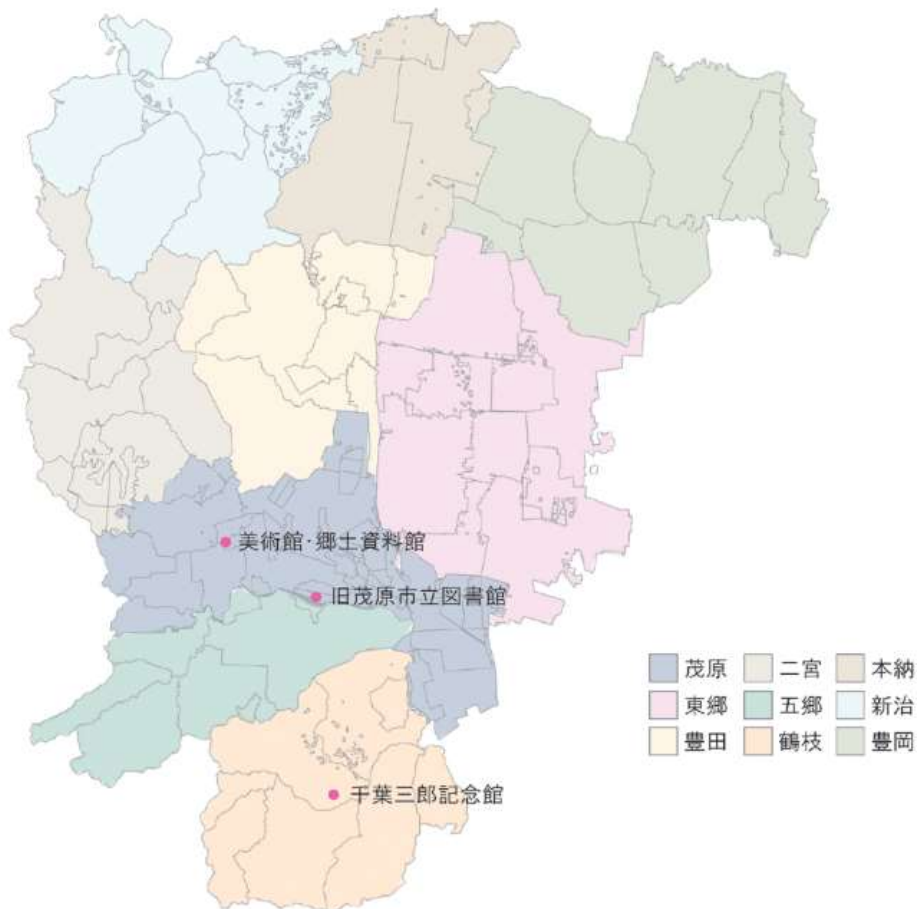 美術館・郷土資料館
旧茂原市立図書館
茂原 二宮 本納
東郷 五郷 新治
豊田 鶴枝 豊岡
千葉三郎記念館